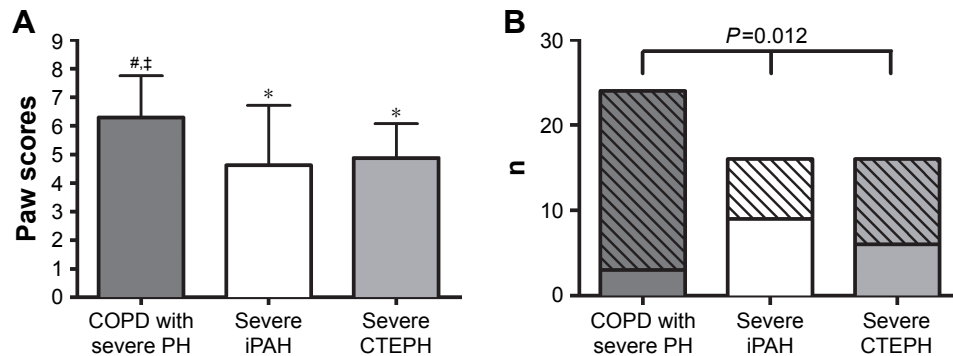 A
Paw scores
9
8
7
6
5
4
3
2
1
0
#,‡
*
*
COPD with
severe PH
Severe
iPAH
Severe
CTEPH
B
n
30
20
10
0
P=0.012
COPD with
severe PH
Severe
iPAH
Severe
CTEPH